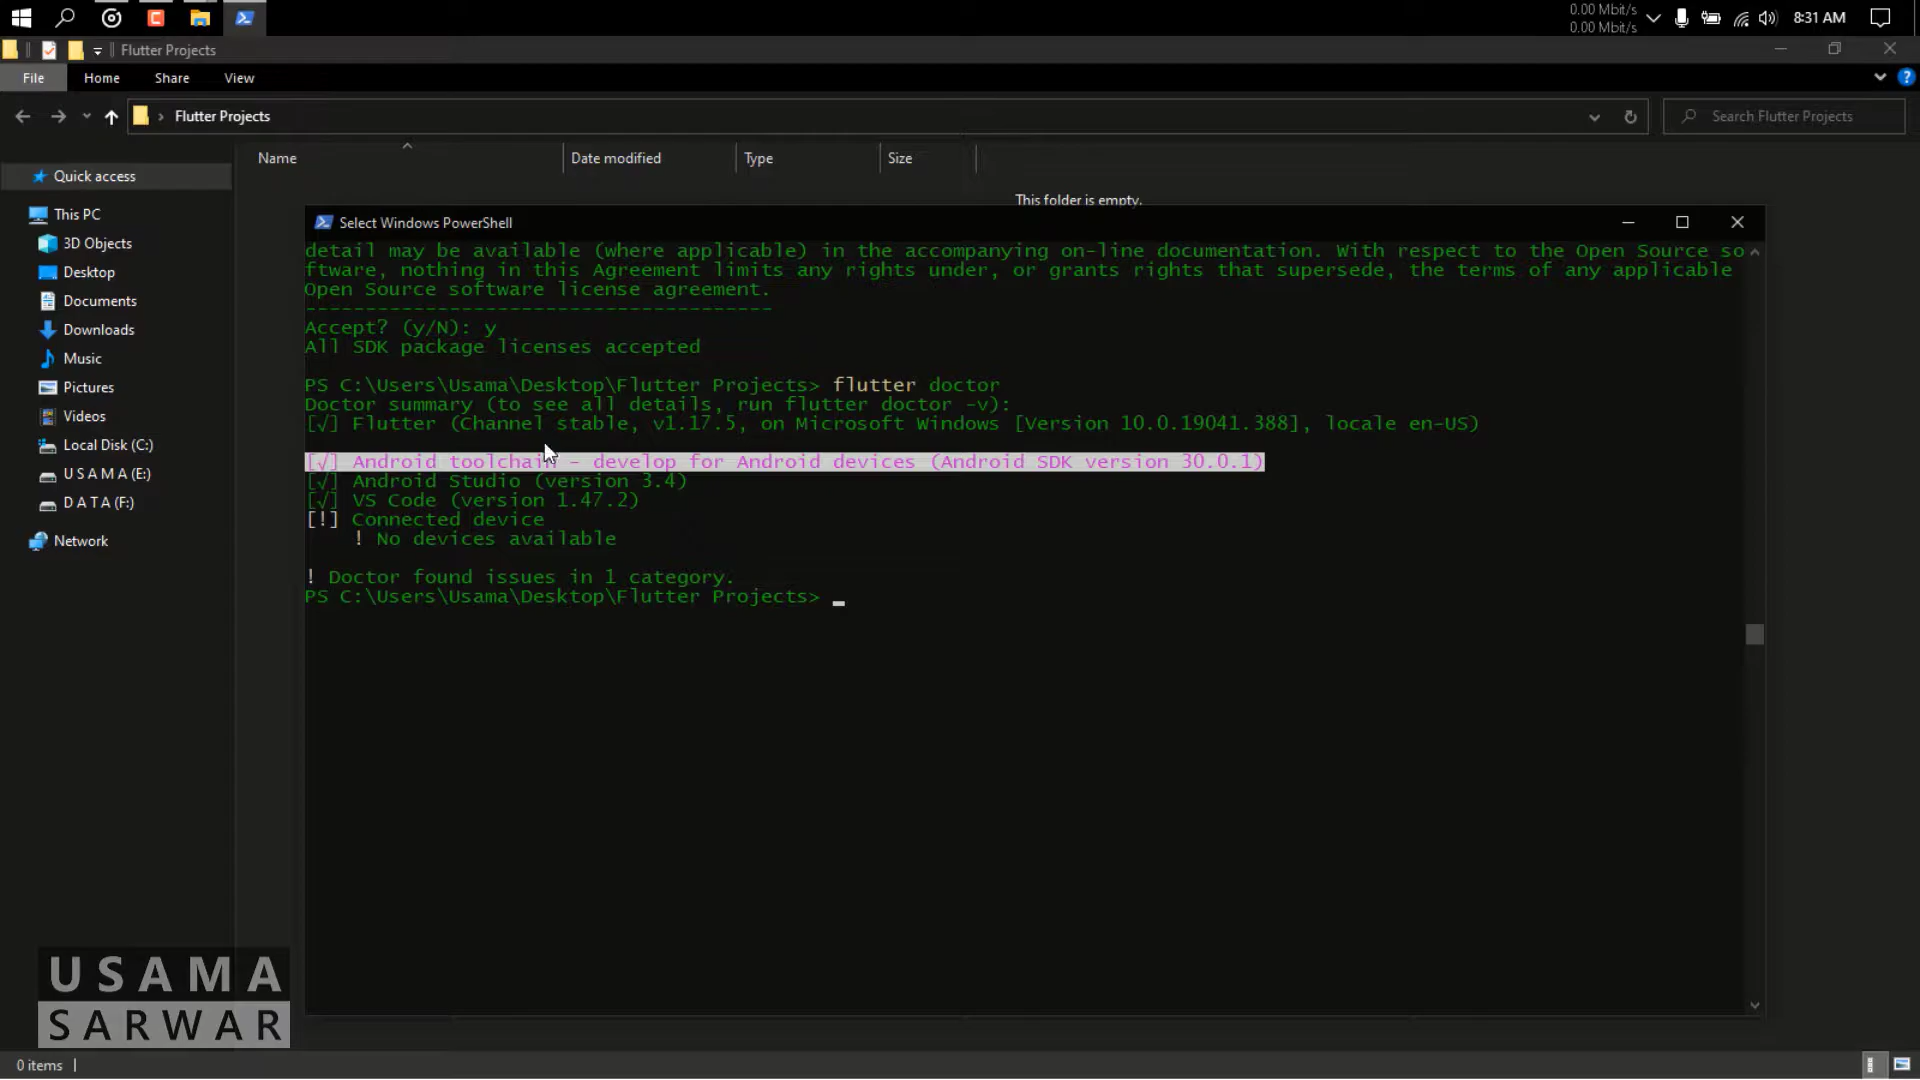 0.00 Mbit/s
0.00 Mbit/s
8:31 AM
Flutter Projects
File Home Share View
Flutter Projects
Search Flutter Projects
Name Date modified Type Size
Quick access
This PC
3D Objects
Desktop
Documents
Downloads
Music
Pictures
Videos
Local Disk (C:)
U S A M A (E:)
D A T A (F:)
Network
This folder is empty.
Select Windows PowerShell
detail may be available (where applicable) in the accompanying on-line documentation. With respect to the Open Source so
ftware, nothing in this Agreement limits any rights under, or grants rights that supersede, the terms of any applicable
Open Source software license agreement.
---------------------------------------
Accept? (y/N): y
All SDK package licenses accepted
PS C:\Users\Usama\Desktop\Flutter Projects> flutter doctor
Doctor summary (to see all details, run flutter doctor -v):
[√] Flutter (Channel stable, v1.17.5, on Microsoft Windows [Version 10.0.19041.388], locale en-US)
[√] Android toolchain - develop for Android devices (Android SDK version 30.0.1)
[√] Android Studio (version 3.4)
[√] VS Code (version 1.47.2)
[!] Connected device
! No devices available
! Doctor found issues in 1 category.
PS C:\Users\Usama\Desktop\Flutter Projects>
USAMA
SARWAR
0 items